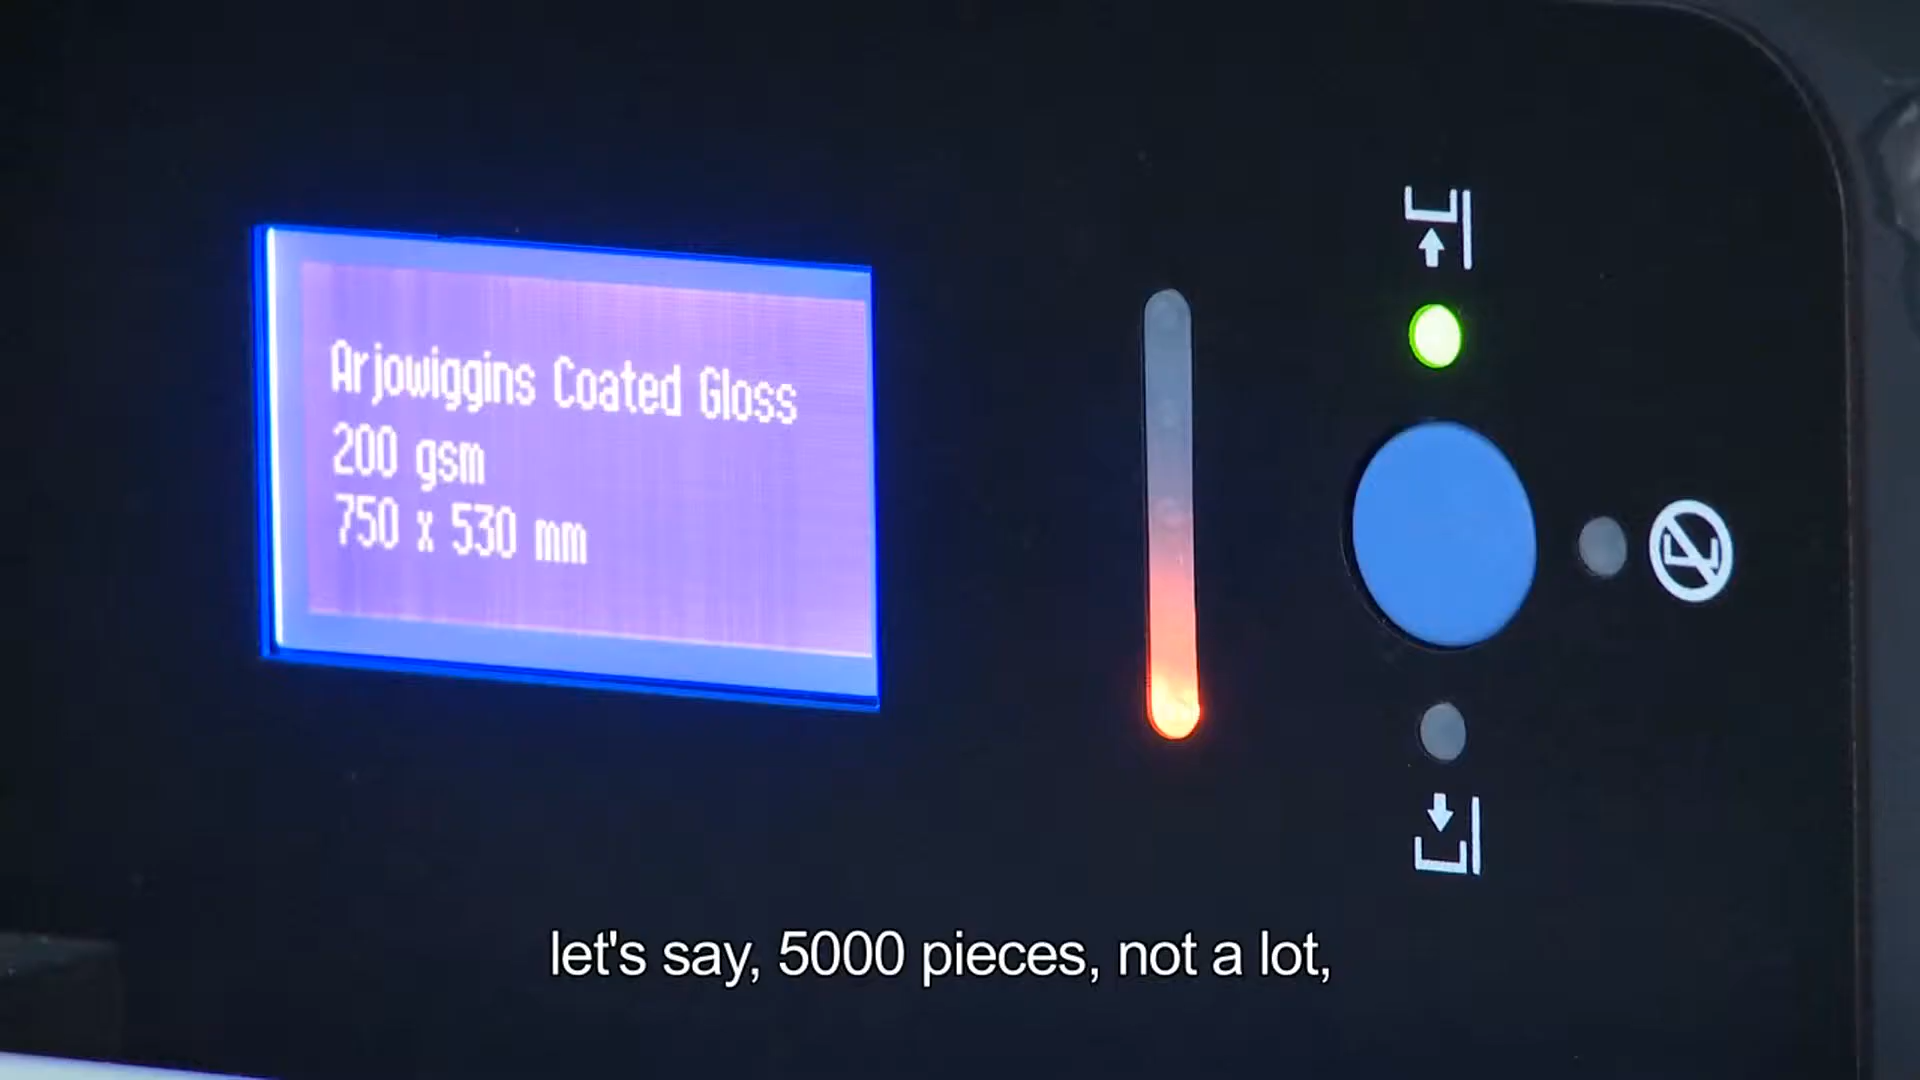 Arjowiggins Coated Gloss
200 gsm
750 x 530 mm
let's say, 5000 pieces, not a lot,